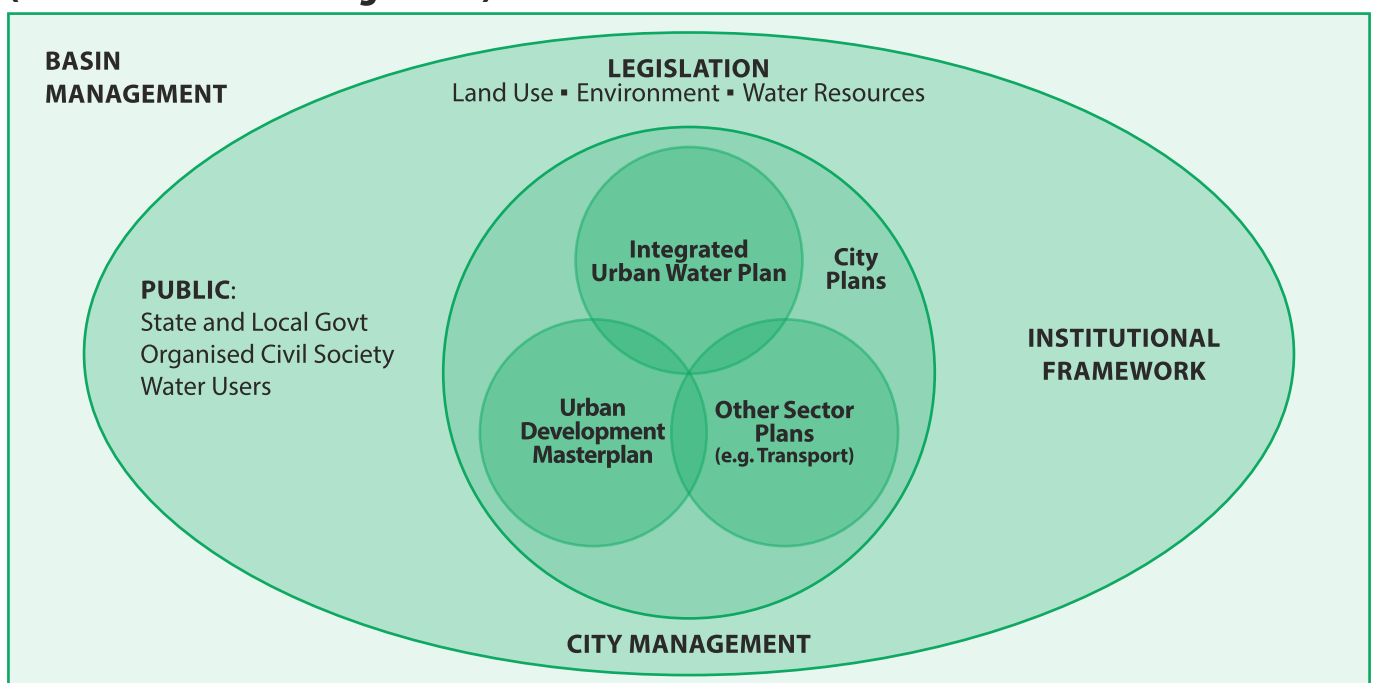 BASIN
MANAGEMENT
LEGISLATION
Land Use ▪ Environment ▪ Water Resources
Integrated
Urban Water Plan
City
Plans
PUBLIC:
State and Local Govt
Organised Civil Society
Water Users
INSTITUTIONAL
FRAMEWORK
Urban
Development
Masterplan
Other Sector
Plans
(e.g. Transport)
CITY MANAGEMENT